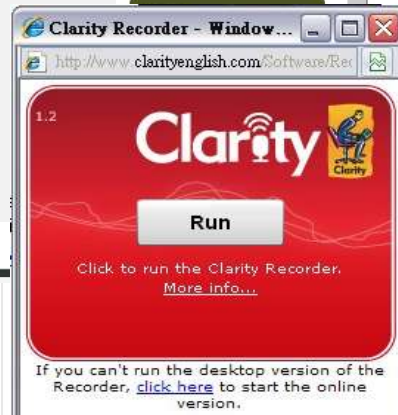 Clarity Recorder - Window...
http://www.clarityenglish.com/Software/Rec
1.2
Clarity
Clarity
Run
Click to run the Clarity Recorder.
More info...
If you can't run the desktop version of the
Recorder, click here to start the online
version.